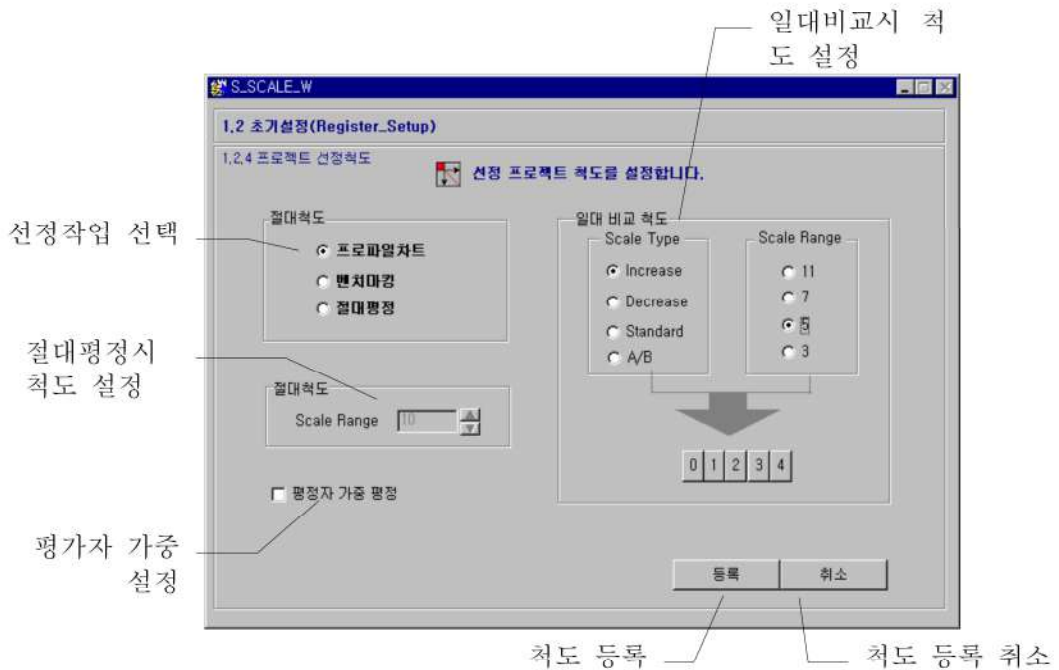 일대비교시 척
도 설정
S_SCALE_W
1.2 초기설정(Register_Setup)
1.2.4 프로젝트 선정척도
선정 프로젝트 척도를 설정합니다.
선정작업 선택
절대척도
프로파일차트
벤치마킹
절대평정
일대 비교 척도
Scale Type
Increase
Decrease
Standard
A/B
Scale Range
11
7
5
3
절대평정시
척도 설정
절대척도
Scale Range 10
0 1 2 3 4
평정자 가중 평정
평가자 가중
설정
등록 취소
척도 등록
척도 등록 취소